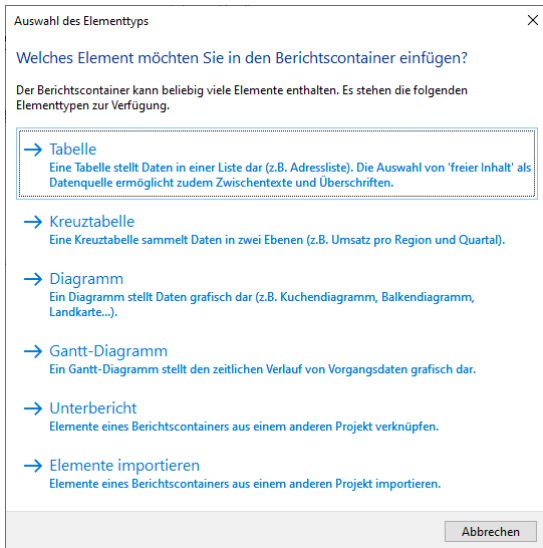 Auswahl des Elementtyps
Welches Element möchten Sie in den Berichtscontainer einfügen?
Der Berichtscontainer kann beliebig viele Elemente enthalten. Es stehen die folgenden
Elementtypen zur Verfügung.
Tabelle
Eine Tabelle stellt Daten in einer Liste dar (z.B. Adressliste). Die Auswahl von 'freier Inhalt' als
Datenquelle ermöglicht zudem Zwischentexte und Überschriften.
Kreuztabelle
Eine Kreuztabelle sammelt Daten in zwei Ebenen (z.B. Umsatz pro Region und Quartal).
Diagramm
Ein Diagramm stellt Daten grafisch dar (z.B. Kuchendiagramm, Balkendiagramm,
Landkarte...).
Gantt-Diagramm
Ein Gantt-Diagramm stellt den zeitlichen Verlauf von Vorgangsdaten grafisch dar.
Unterbericht
Elemente eines Berichtscontainers aus einem anderen Projekt verknüpfen.
Elemente importieren
Elemente eines Berichtscontainers aus einem anderen Projekt importieren.
Abbrechen